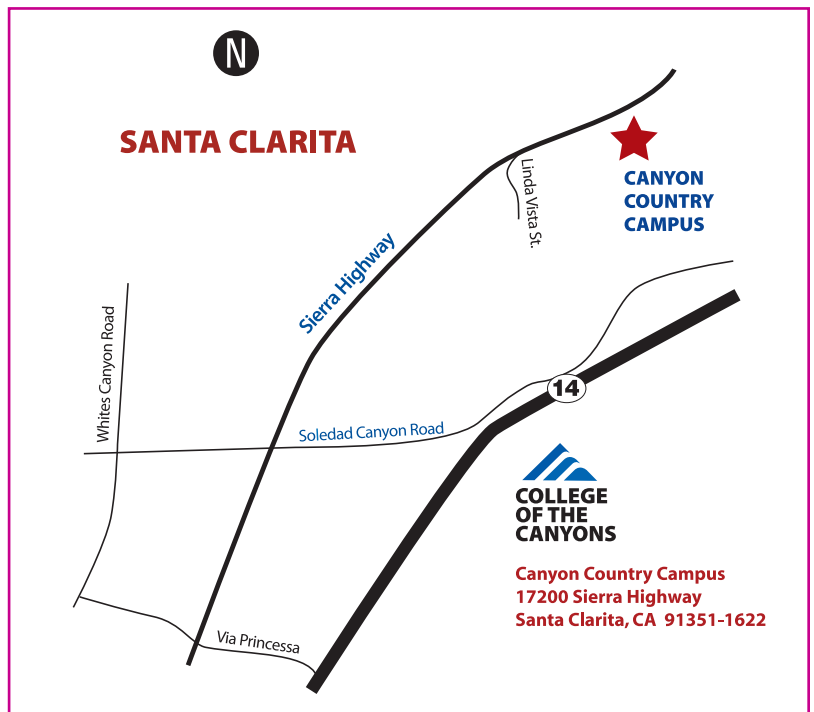 N
SANTA CLARITA
Linda Vista St.
CANYON
COUNTRY
CAMPUS
Sierra Highway
Whites Canyon Road
14
Soledad Canyon Road
COLLEGE
OF THE
CANYONS
Canyon Country Campus
17200 Sierra Highway
Santa Clarita, CA 91351-1622
Via Princessa